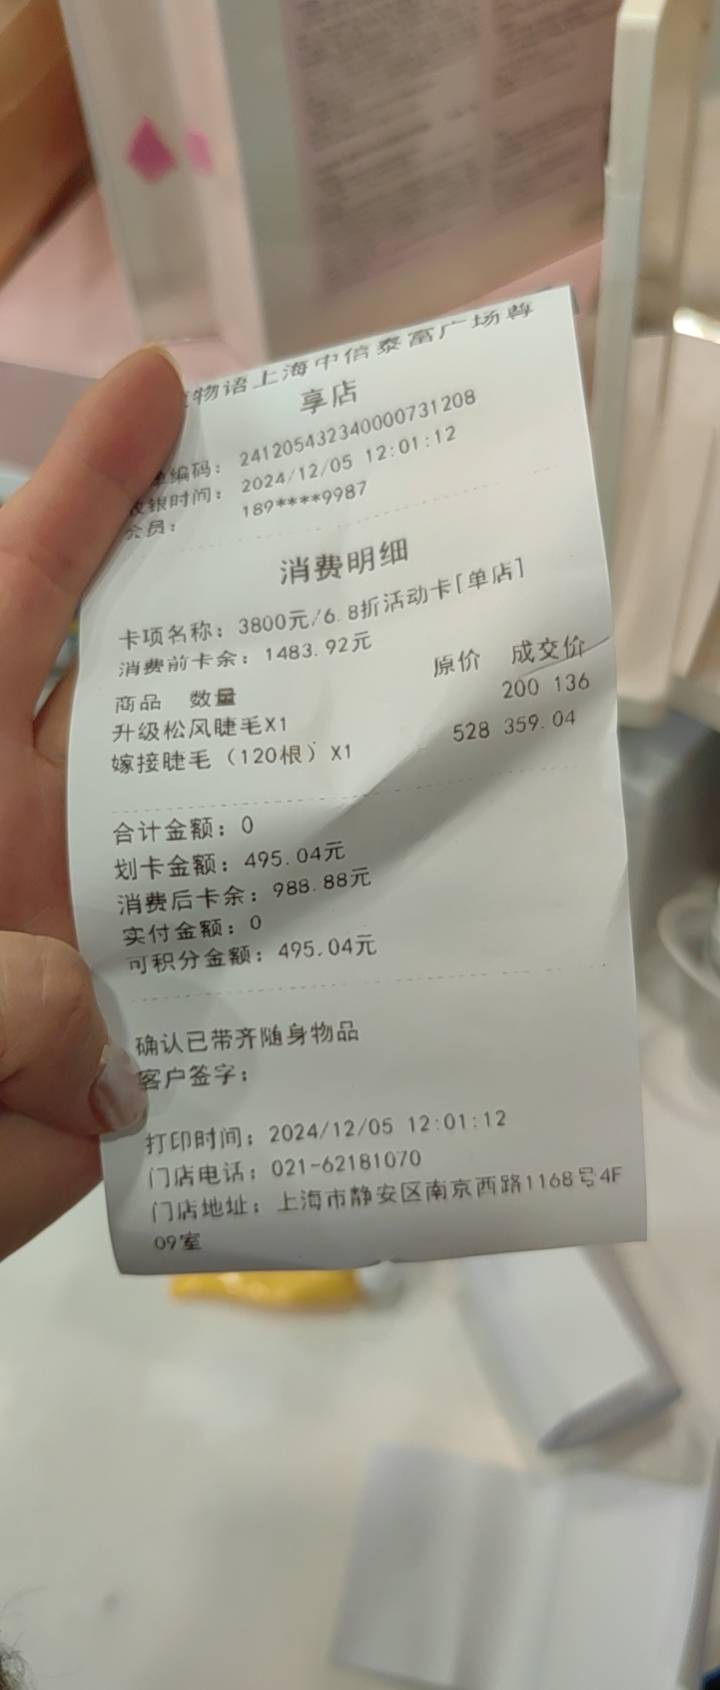 物语上海中信泰富广场尊
享店
单编码: 241205432340000731208
收银时间: 2024/12/05 12:01:12
会员: 189****9987
消费明细
卡项名称: 3800元/6.8折活动卡[单店]
消费前卡余: 1483.92元
商品 数量 原价 成交价
升级松风睫毛X1 200 136
嫁接睫毛（120根）X1 528 359.04
合计金额: 0
划卡金额: 495.04元
消费后卡余: 988.88元
实付金额: 0
可积分金额: 495.04元
确认已带齐随身物品
客户签字:
打印时间: 2024/12/05 12:01:12
门店电话: 021-62181070
门店地址: 上海市静安区南京西路1168号4F
09室